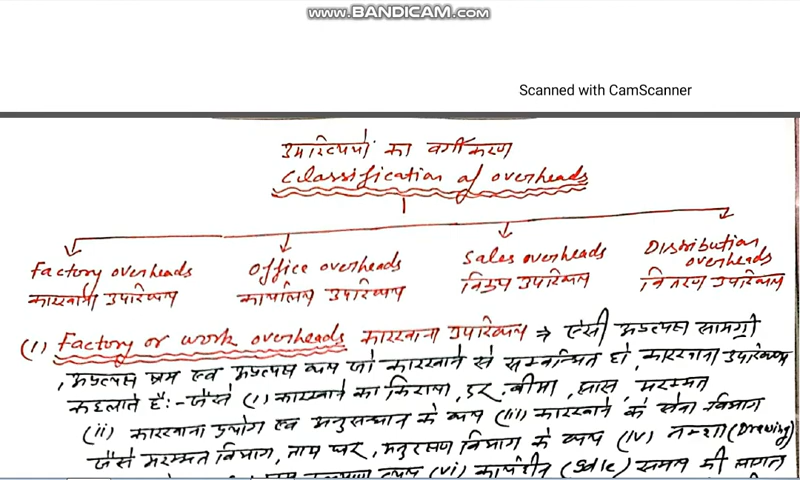 www.BANDICAM.com
Scanned with CamScanner
उपरिव्ययों का वर्गीकरण
Classification of overheads
Factory overheads Office overheads Sales overheads Distribution overheads
कारखाना उपरिव्यय कार्यालय उपरिव्यय विक्रय उपरिव्यय वितरण उपरिव्यय
(1) Factory or work overheads कारखाना उपरिव्यय ⇒ ऐसी अप्रत्यक्ष सामग्री
, अप्रत्यक्ष श्रम एवं अप्रत्यक्ष व्यय जो कारखाने से सम्बन्धित हो, कारखाना उपरिव्यय
कहलाते है:- जैसे (i) कारखाने का किराया, दर, बीमा, ह्रास, मरम्मत
(ii) कारखाना प्रयोग एवं अनुसन्धान के व्यय (iii) कारखाने के सेवा विभाग
जैसे मरम्मत विभाग, के व्यय (iv) नक्शा (Drawing)
व्यय (vi) कार्यहीन (Idle) समय की लागत